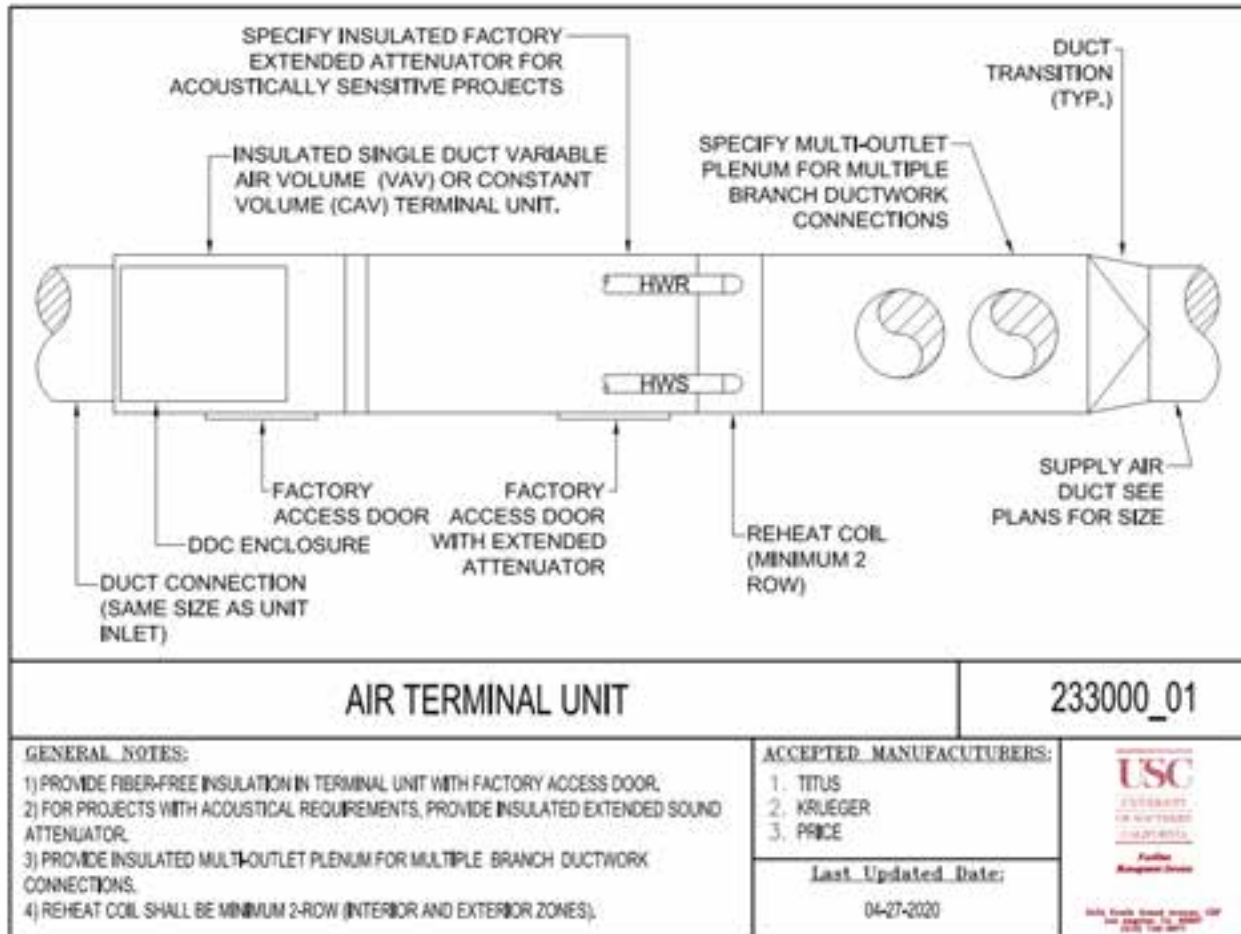 SPECIFY INSULATED FACTORY
EXTENDED ATTENUATOR FOR
ACOUSTICALLY SENSITIVE PROJECTS
DUCT
TRANSITION
(TYP.)
INSULATED SINGLE DUCT VARIABLE
AIR VOLUME (VAV) OR CONSTANT
VOLUME (CAV) TERMINAL UNIT.
SPECIFY MULTI-OUTLET
PLENUM FOR MULTIPLE
BRANCH DUCTWORK
CONNECTIONS
HWR
HWS
FACTORY
ACCESS DOOR
DDC ENCLOSURE
DUCT CONNECTION
(SAME SIZE AS UNIT
INLET)
FACTORY
ACCESS DOOR
WITH EXTENDED
ATTENUATOR
REHEAT COIL
(MINIMUM 2
ROW)
SUPPLY AIR
DUCT SEE
PLANS FOR SIZE
AIR TERMINAL UNIT
233000_01
GENERAL NOTES:
1) PROVIDE FIBER-FREE INSULATION IN TERMINAL UNIT WITH FACTORY ACCESS DOOR.
2) FOR PROJECTS WITH ACOUSTICAL REQUIREMENTS, PROVIDE INSULATED EXTENDED SOUND
ATTENUATOR.
3) PROVIDE INSULATED MULTI-OUTLET PLENUM FOR MULTIPLE BRANCH DUCTWORK
CONNECTIONS.
4) REHEAT COIL SHALL BE MINIMUM 2-ROW (INTERIOR AND EXTERIOR ZONES).
ACCEPTED MANUFACUTURERS:
1. TITUS
2. KRUEGER
3. PRICE
Last Updated Date:
04-27-2020
USC
UNIVERSITY
OF SOUTHERN
CALIFORNIA
Facilities
Management Services